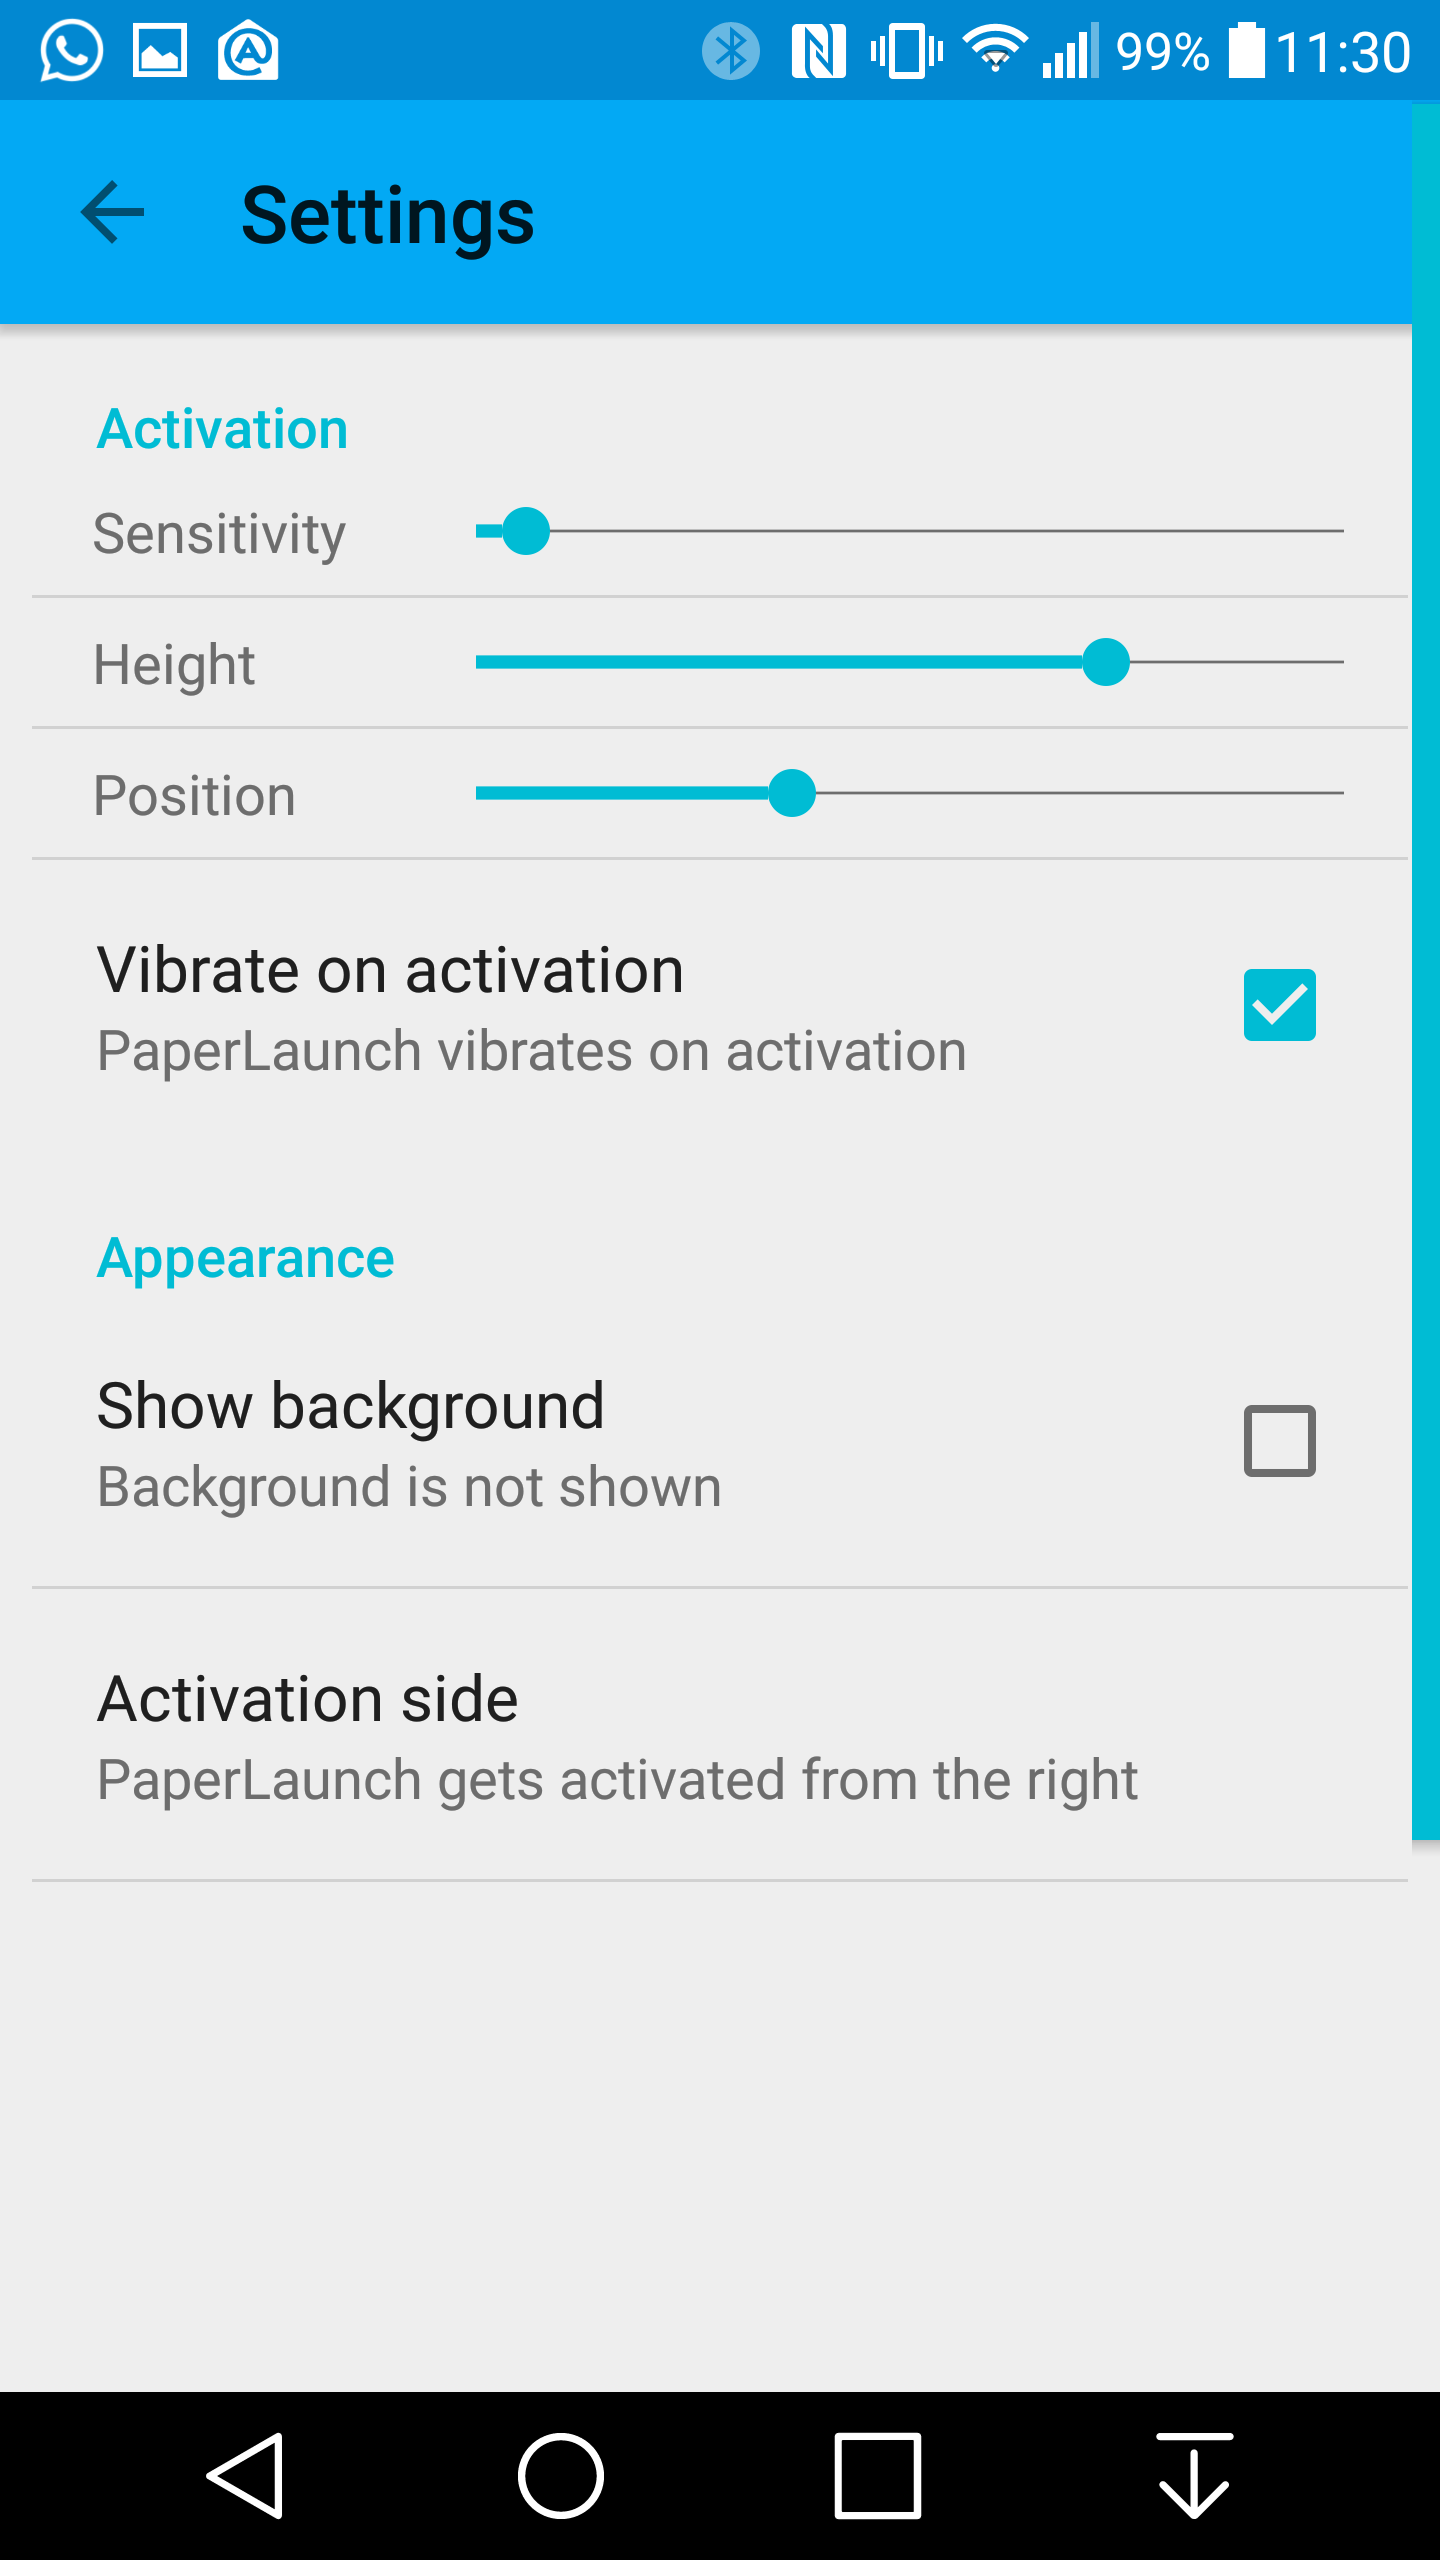 99% 11:30
Settings
Activation
Sensitivity
Height
Position
Vibrate on activation
PaperLaunch vibrates on activation
Appearance
Show background
Background is not shown
Activation side
PaperLaunch gets activated from the right